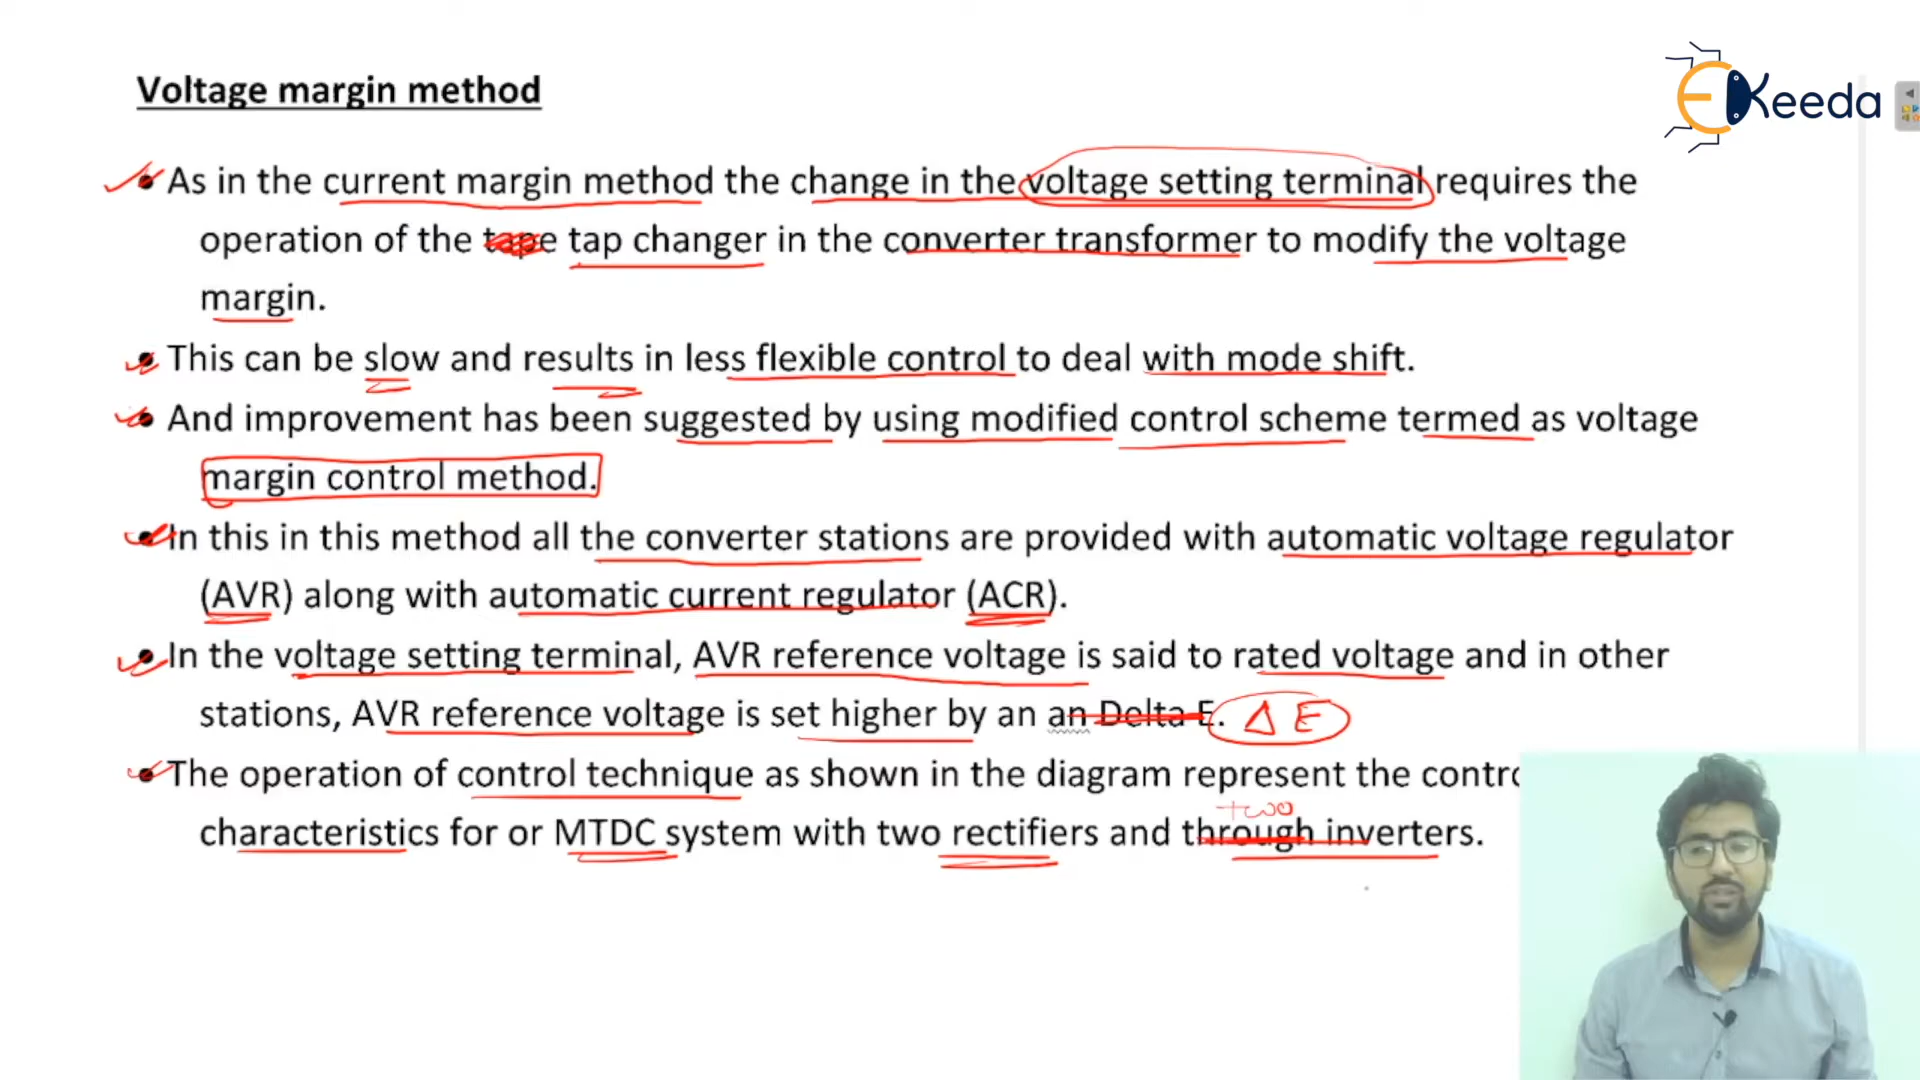 Voltage margin method
EKeeda
As in the current margin method the change in the voltage setting terminal requires the
operation of the tape tap changer in the converter transformer to modify the voltage
margin.
This can be slow and results in less flexible control to deal with mode shift.
And improvement has been suggested by using modified control scheme termed as voltage
margin control method.
In this in this method all the converter stations are provided with automatic voltage regulator
(AVR) along with automatic current regulator (ACR).
In the voltage setting terminal, AVR reference voltage is said to rated voltage and in other
stations, AVR reference voltage is set higher by an an Delta E. Δ E
The operation of control technique as shown in the diagram represent the contro
two
characteristics for or MTDC system with two rectifiers and through inverters.